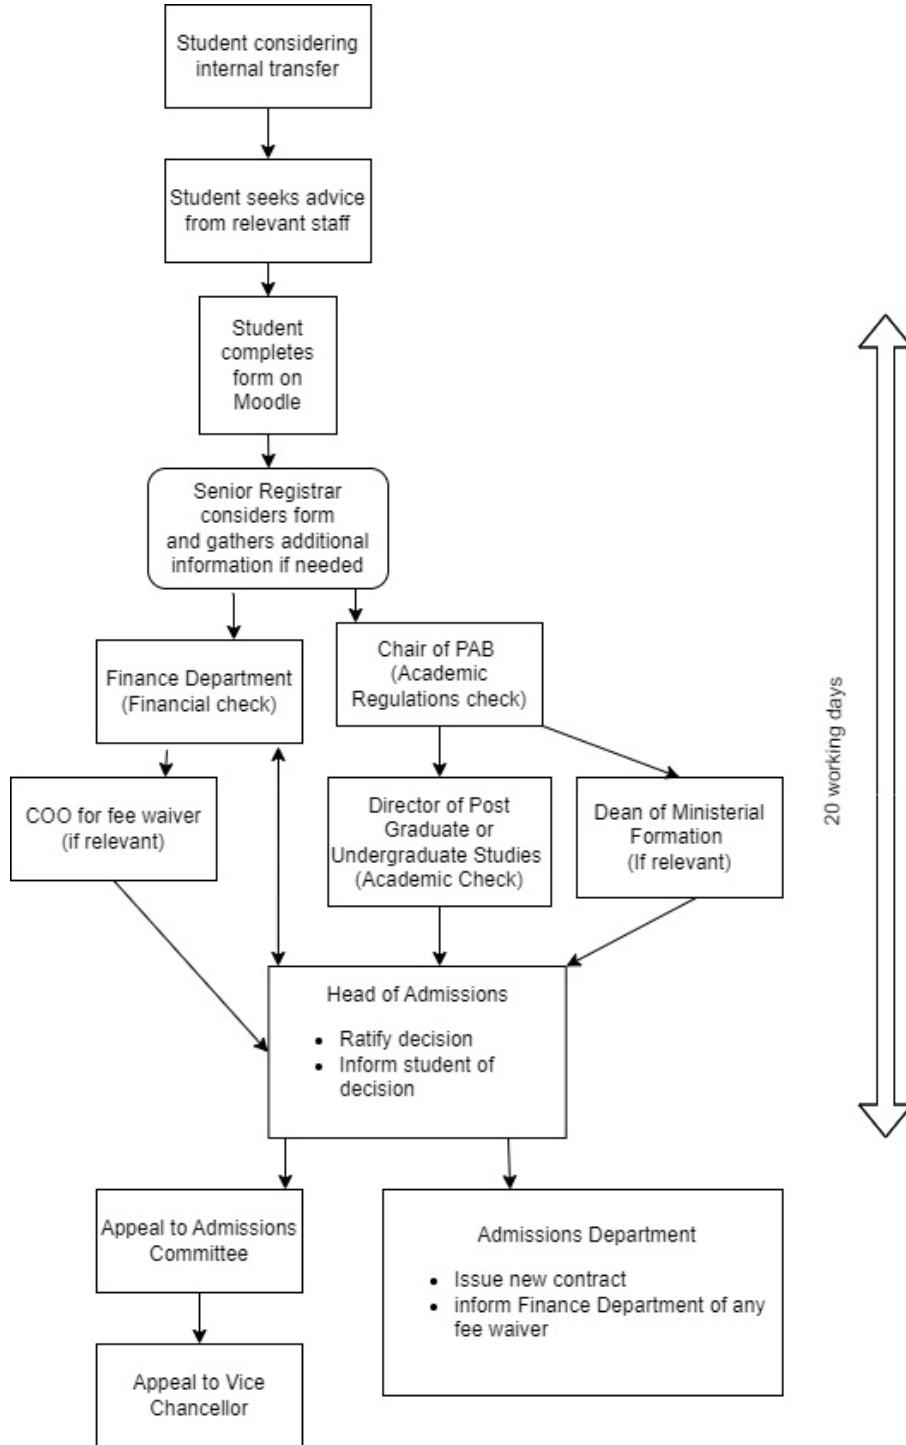 Student considering
internal transfer
Student seeks advice
from relevant staff
Student
completes
form on
Moodle
Senior Registrar
considers form
and gathers additional
information if needed
Finance Department
(Financial check)
Chair of PAB
(Academic
Regulations check)
COO for fee waiver
(if relevant)
Director of Post
Graduate or
Undergraduate Studies
(Academic Check)
Dean of Ministerial
Formation
(If relevant)
20 working days
Head of Admissions
• Ratify decision
• Inform student of
decision
Appeal to Admissions
Committee
Admissions Department
• Issue new contract
• inform Finance Department of any
fee waiver
Appeal to Vice
Chancellor